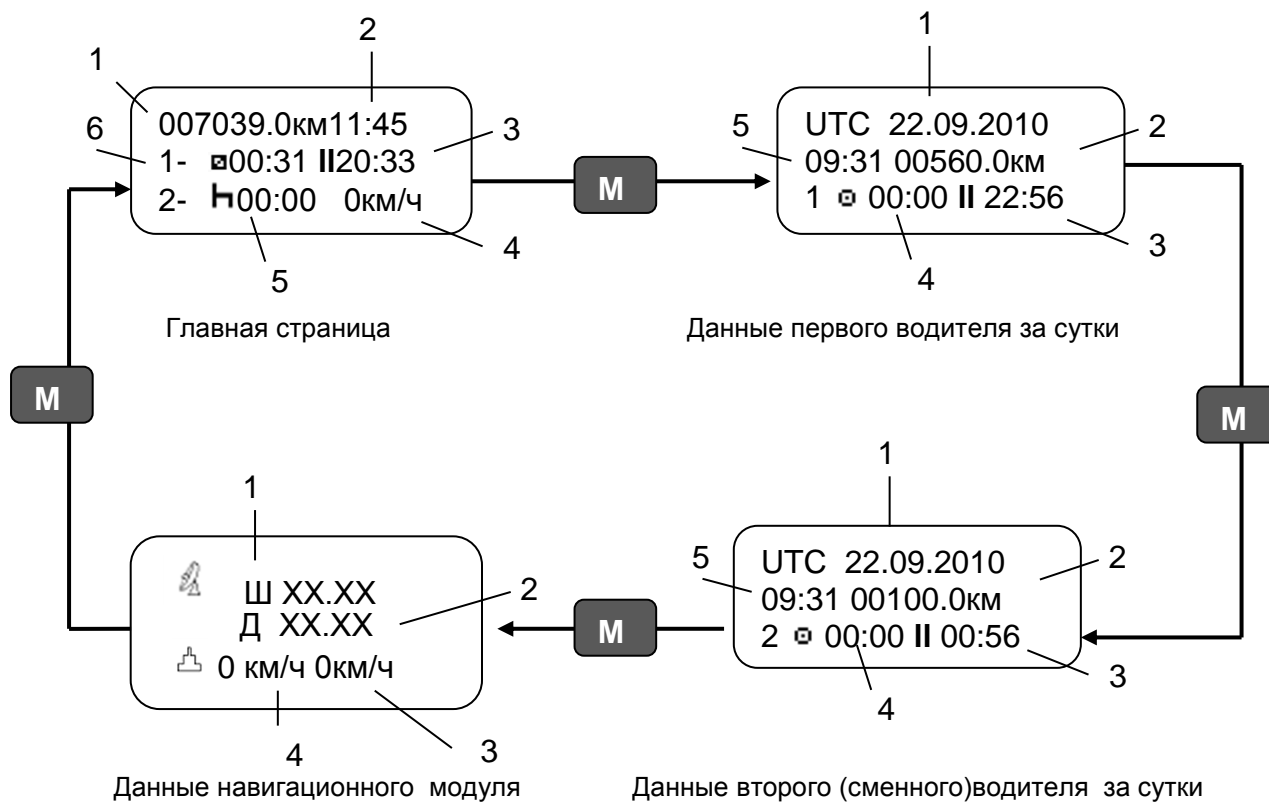 2
1
007039.0км11:45
6
3
1- 00:31 II20:33
2- 00:00 0км/ч
4
5
Главная страница
М
1
UTC 22.09.2010
5
2
09:31 00560.0км
1 00:00 II 22:56
3
4
Данные первого водителя за сутки
М
М
1
Ш ХХ.ХХ
2
Д ХХ.ХХ
0 км/ч 0км/ч
4
3
Данные навигационного модуля
М
1
UTC 22.09.2010
5
2
09:31 00100.0км
2 00:00 II 00:56
3
4
Данные второго (сменного)водителя за сутки